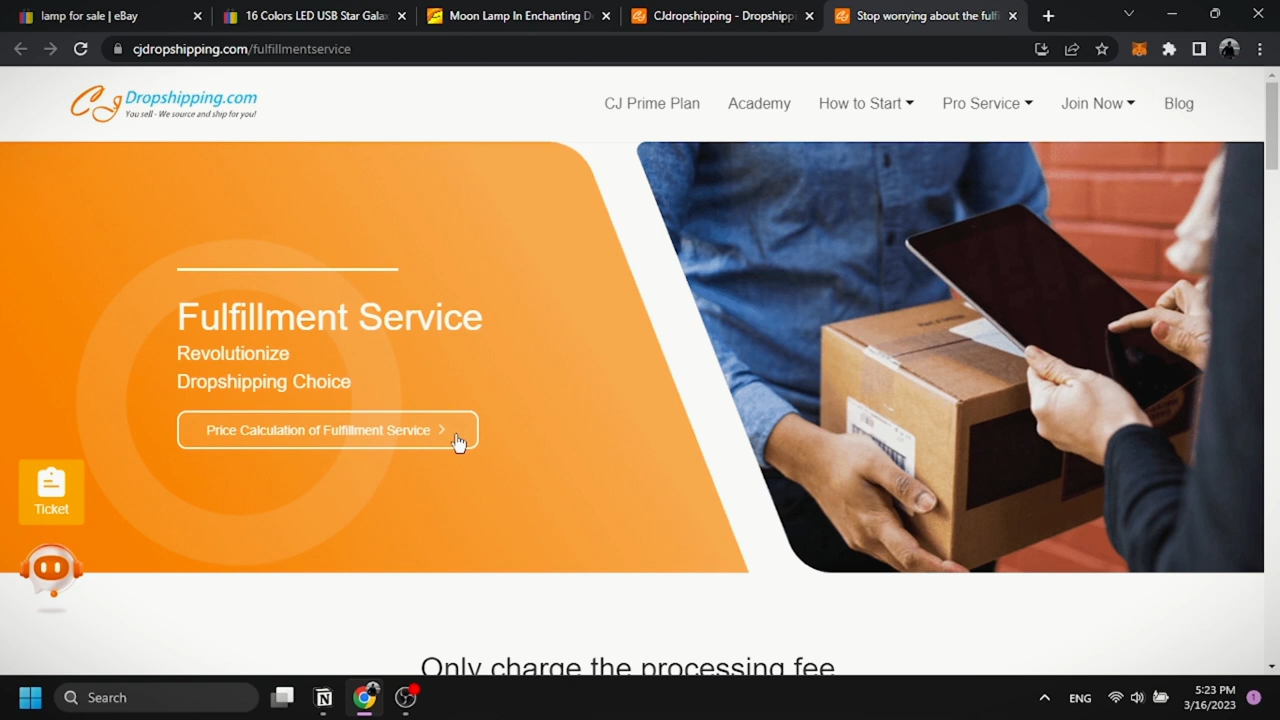 lamp for sale | eBay
16 Colors LED USB Star Gala
Moon Lamp In Enchanting D
CJdropshipping - Dropshipp
Stop worrying about the fulfi
cjdropshipping.com/fulfillmentservice
CJ Dropshipping.com
You sell - We source and ship for you!
CJ Prime Plan
Academy
How to Start
Pro Service
Join Now
Blog
Fulfillment Service
Revolutionize
Dropshipping Choice
Price Calculation of Fulfillment Service >
Ticket
Only charge the processing fee
Search
ENG
5:23 PM
3/16/2023
1